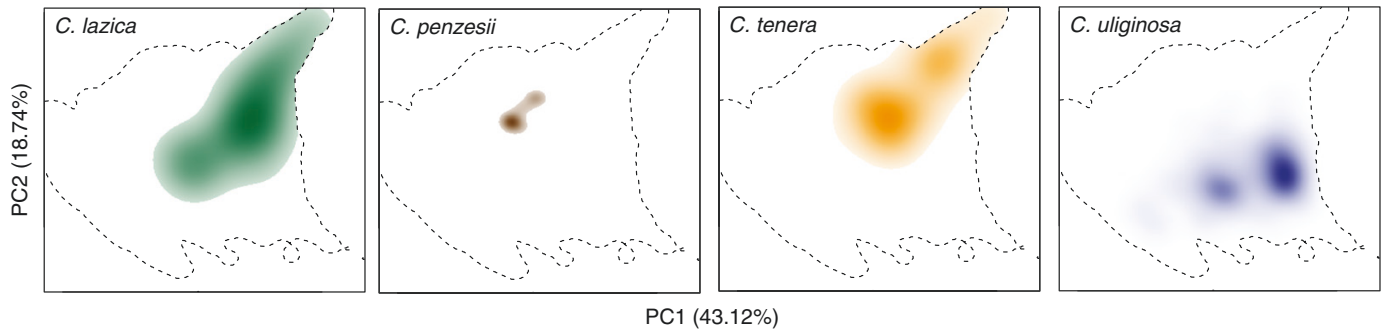 C. lazica
C. penzesii
C. tenera
C. uliginosa
PC2 (18.74%)
PC1 (43.12%)